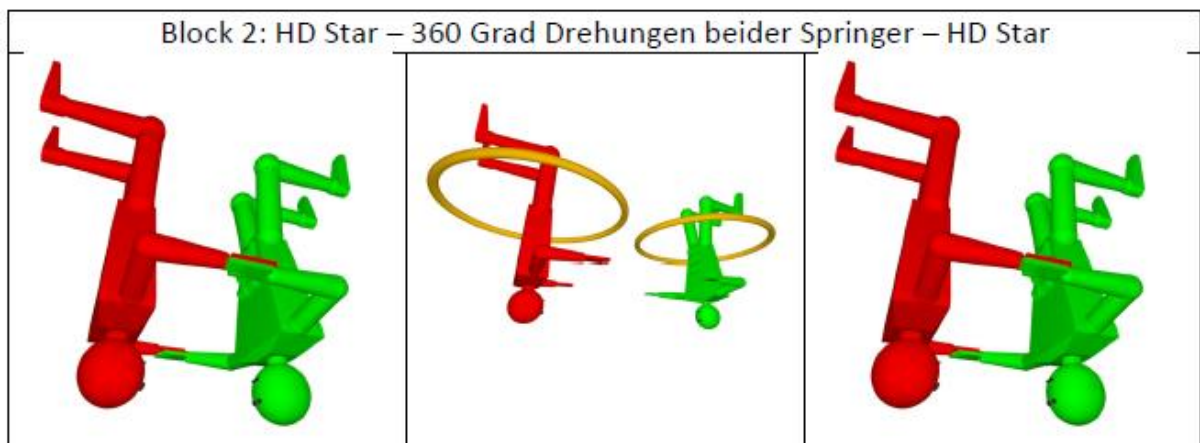 Block 2: HD Star – 360 Grad Drehungen beider Springer – HD Star